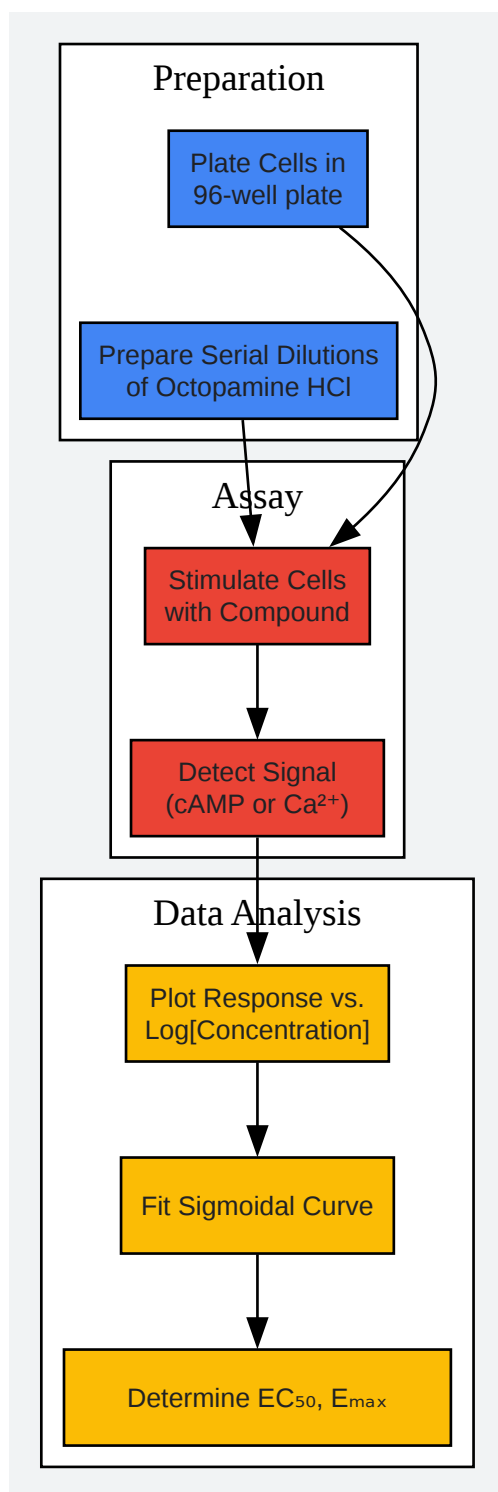 Preparation
Plate Cells in
96-well plate
Prepare Serial Dilutions
of Octopamine HCl
Assay
Stimulate Cells
with Compound
Detect Signal
(cAMP or Ca²⁺)
Data Analysis
Plot Response vs.
Log[Concentration]
Fit Sigmoidal Curve
Determine EC₅₀, Eₘₐₓ